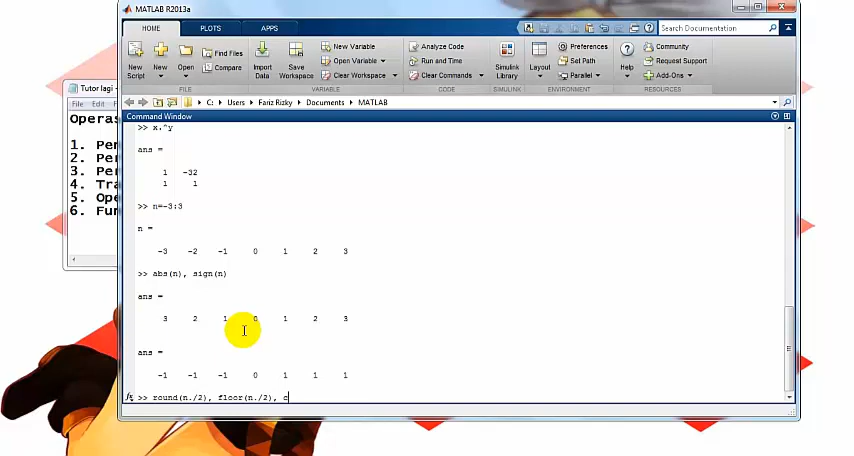 MATLAB R2013a
HOME
PLOTS
APPS
Search Documentation
New Script
New
Open
Find Files
Compare
FILE
Import Data
Save Workspace
New Variable
Open Variable
Clear Workspace
VARIABLE
Analyze Code
Run and Time
Clear Commands
CODE
Simulink Library
SIMULINK
Layout
Preferences
Set Path
Parallel
ENVIRONMENT
Help
Community
Request Support
Add-Ons
RESOURCES
C: Users Fariz Rizky Documents MATLAB
Tutor lagi -
File Edit
Operas
1. Per
2. Per
3. Per
4. Tra
5. Ope
6. Fun
Command Window
>> x.^y
ans =
1 -32
1 1
>> n=-3:3
n =
-3 -2 -1 0 1 2 3
>> abs(n), sign(n)
ans =
3 2 1 0 1 2 3
ans =
-1 -1 -1 0 1 1 1
fx >> round(n./2), floor(n./2), c